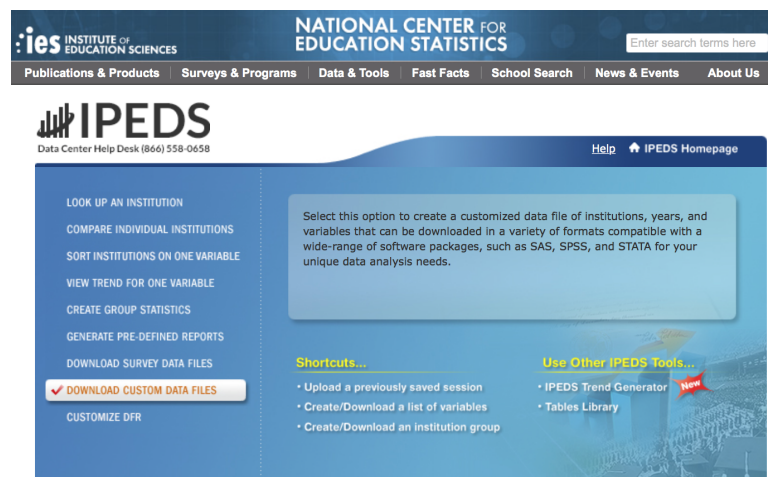 ies INSTITUTE OF
EDUCATION SCIENCES
NATIONAL CENTER FOR
EDUCATION STATISTICS
Enter search terms here
Publications & Products
Surveys & Programs
Data & Tools
Fast Facts
School Search
News & Events
About Us
IPEDS
Data Center Help Desk (866) 558-0658
Help
IPEDS Homepage
LOOK UP AN INSTITUTION
COMPARE INDIVIDUAL INSTITUTIONS
SORT INSTITUTIONS ON ONE VARIABLE
VIEW TREND FOR ONE VARIABLE
CREATE GROUP STATISTICS
GENERATE PRE-DEFINED REPORTS
DOWNLOAD SURVEY DATA FILES
DOWNLOAD CUSTOM DATA FILES
CUSTOMIZE DFR
Select this option to create a customized data file of institutions, years, and
variables that can be downloaded in a variety of formats compatible with a
wide-range of software packages, such as SAS, SPSS, and STATA for your
unique data analysis needs.
Shortcuts...
• Upload a previously saved session
• Create/Download a list of variables
• Create/Download an institution group
Use Other IPEDS Tools...
• IPEDS Trend Generator New
• Tables Library